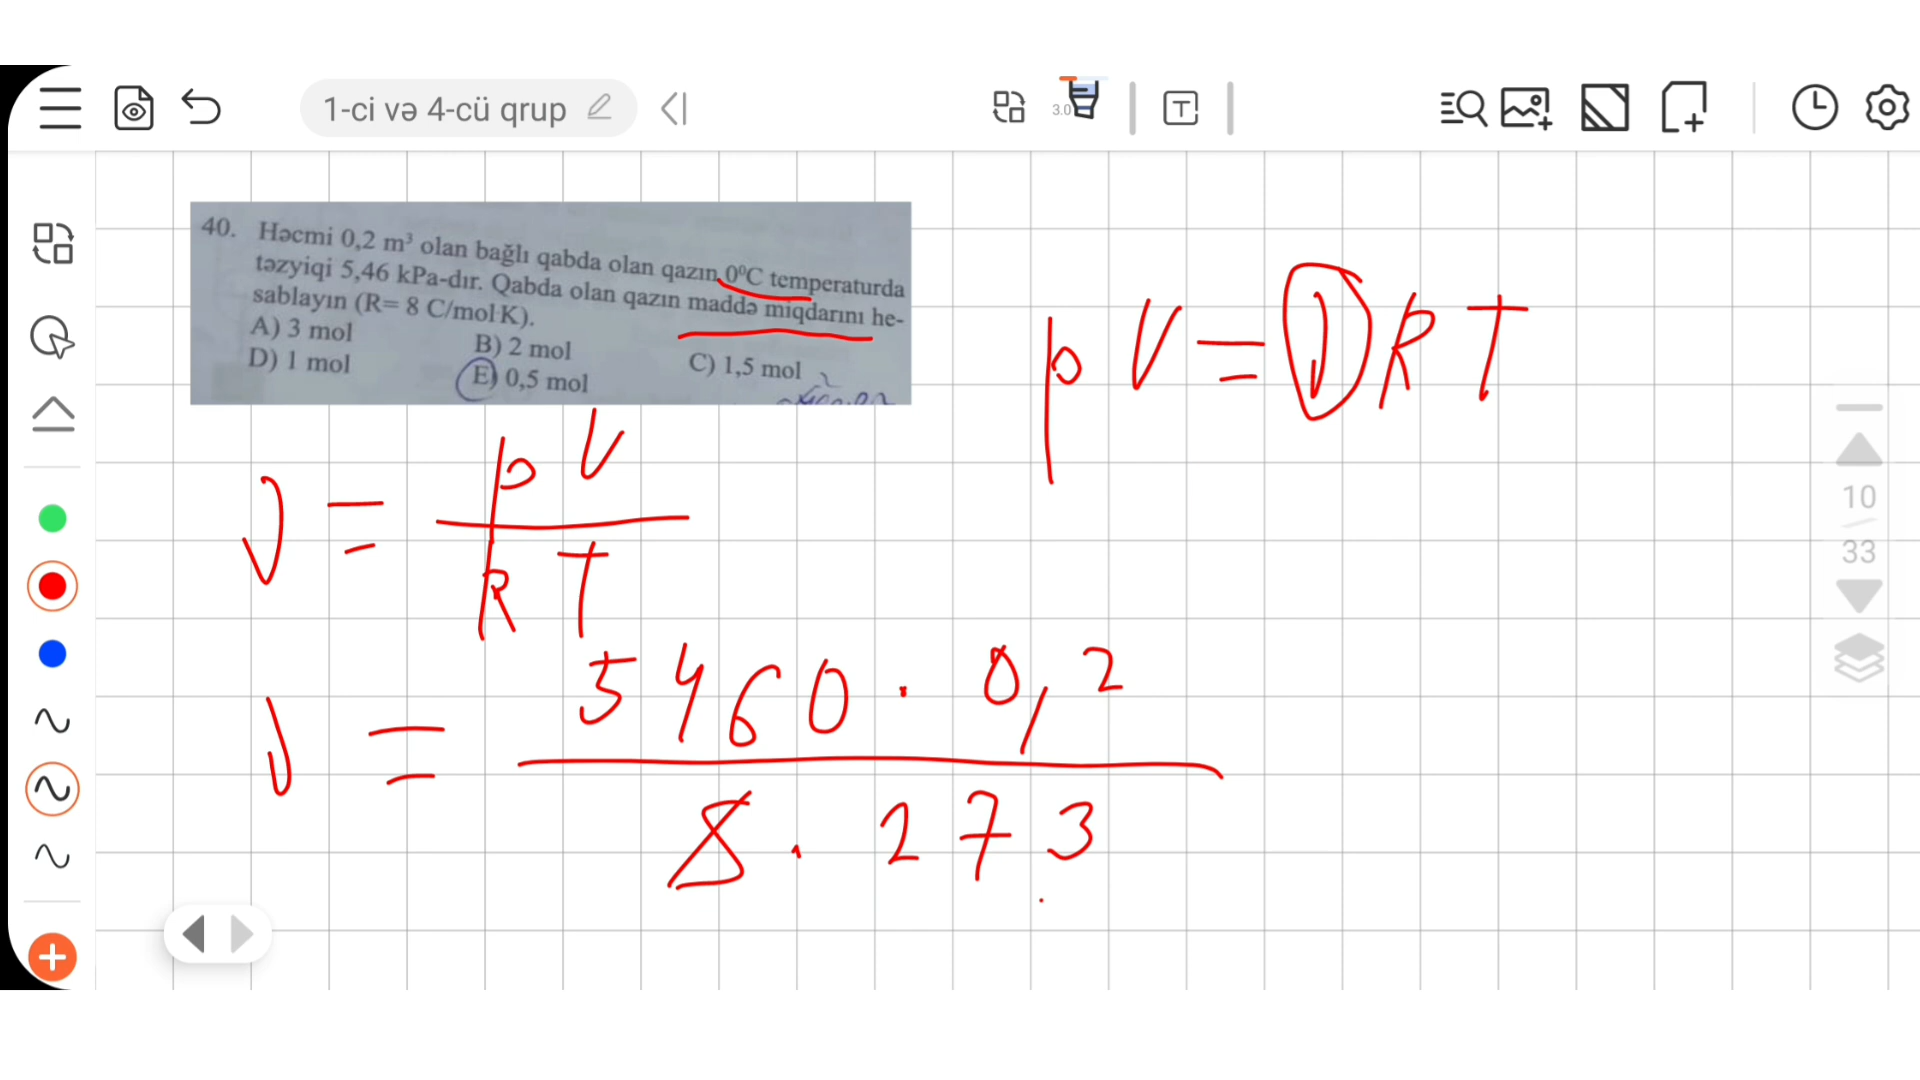 1-ci və 4-cü qrup
3.0
T
40. Həcmi 0,2 m³ olan bağlı qabda olan qazın 0⁰C temperaturda
təzyiqi 5,46 kPa-dır. Qabda olan qazın maddə miqdarını he-
sablayın (R= 8 C/mol·K).
A) 3 mol B) 2 mol C) 1,5 mol
D) 1 mol E) 0,5 mol
pV=νRT
ν = pV
RT
ν = 5460 · 0,2
8 · 273
10
33